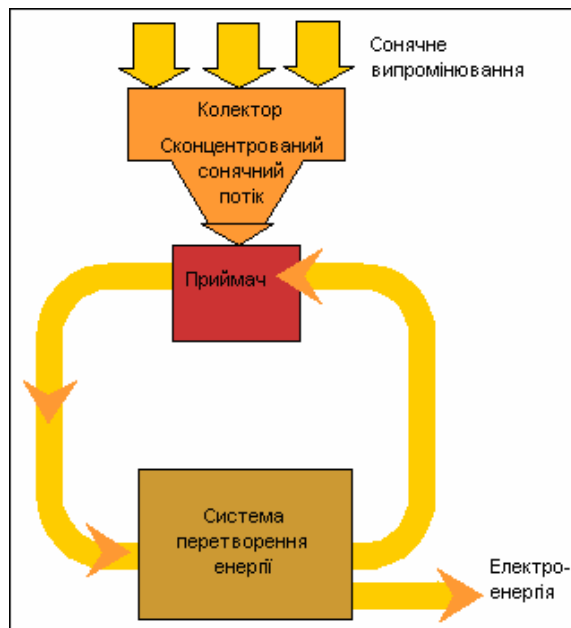 Сонячне
випромінювання
Колектор
Сконцентрований
сонячний
потік
Приймач
Система
перетворення
енергії
Електро-
енергія